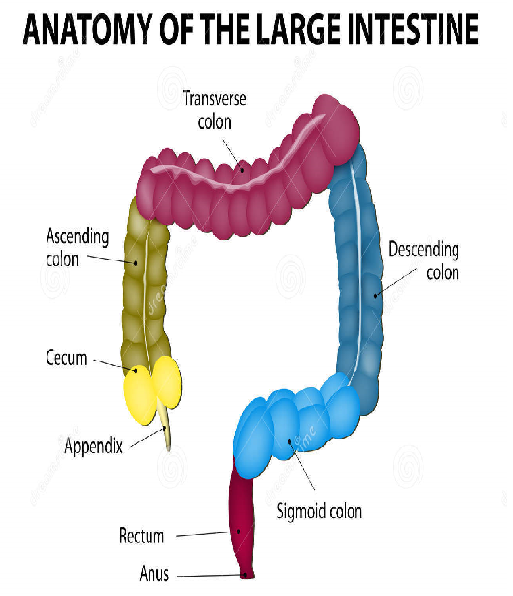 ANATOMY OF THE LARGE INTESTINE
Transverse
colon
Ascending
colon
Descending
colon
Cecum
Appendix
Sigmoid colon
Rectum
Anus